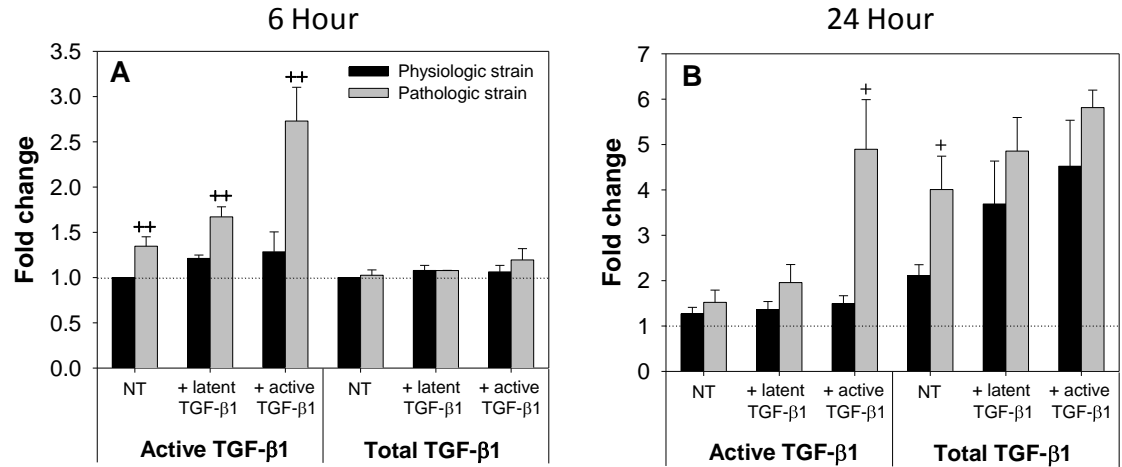 6 Hour
24 Hour
A
Physiologic strain
Pathologic strain
Fold change
3.5
3.0
2.5
2.0
1.5
1.0
0.5
0.0
++
++
++
NT
+ latent
TGF-β1
+ active
TGF-β1
NT
+ latent
TGF-β1
+ active
TGF-β1
Active TGF-β1
Total TGF-β1
B
Fold change
7
6
5
4
3
2
1
0
+
+
NT
+ latent
TGF-β1
+ active
TGF-β1
NT
+ latent
TGF-β1
+ active
TGF-β1
Active TGF-β1
Total TGF-β1